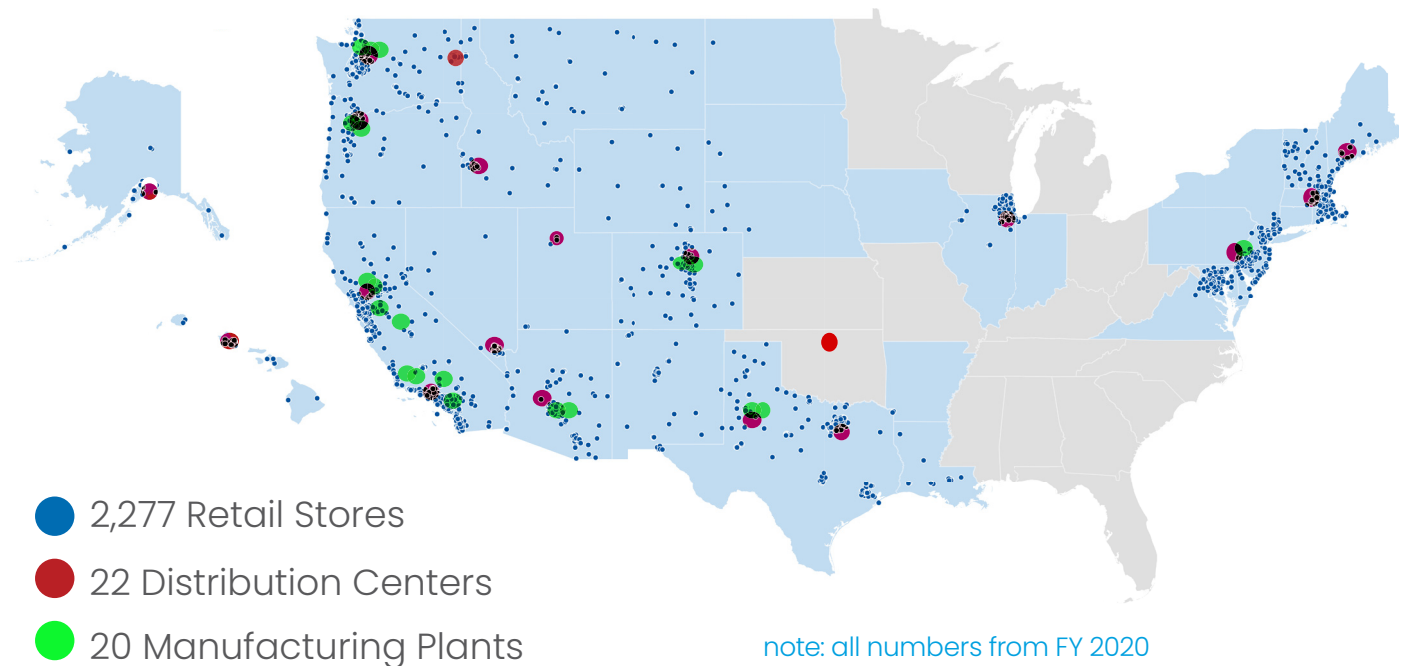 2,277 Retail Stores
22 Distribution Centers
20 Manufacturing Plants
note: all numbers from FY 2020